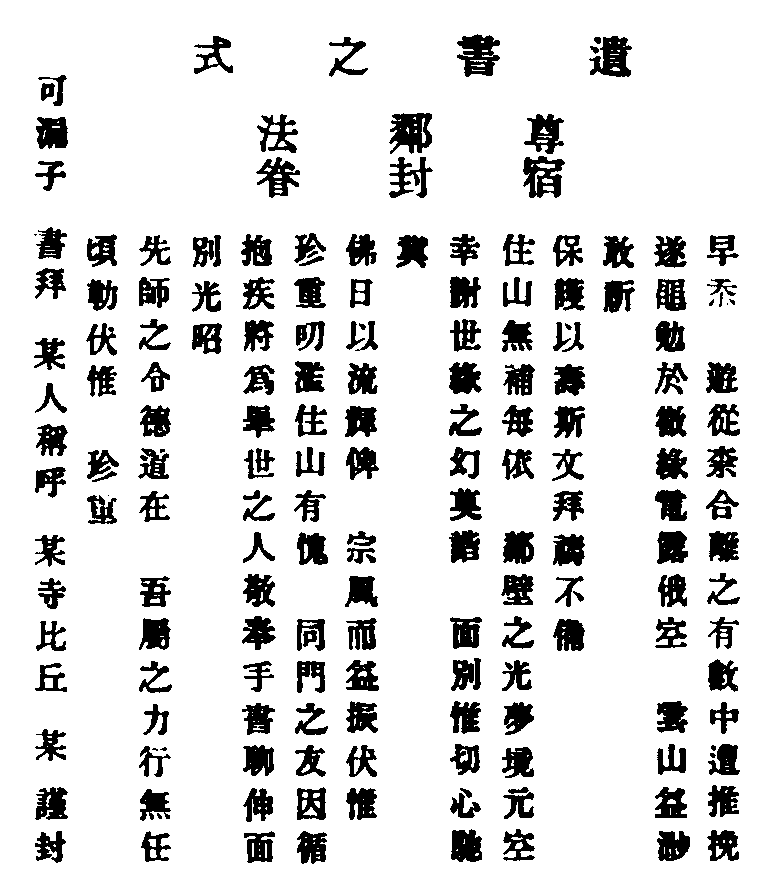 遺書之式
尊宿
鄰封
法眷
早忝 遊從柰合離之有數中遭推挽
遂黽勉於徽緣電露俄空 雲山益渺
敢祈
保護以壽斯文拜禱不備
住山無補每依 鄰壁之光夢境元空
幸謝世緣之幻莫諧 面別惟切心馳
冀
佛日以流輝俾 宗風而益振伏惟
珍重叨濫住山有愧 同門之友因循
抱疾將為舉世之人敬奉手書聊伸面
別光昭
先師之令德道在 吾屬之力行無任
頃勒伏惟 珍重
可漏子 書拜 某人稱呼 某寺比丘 某 謹封